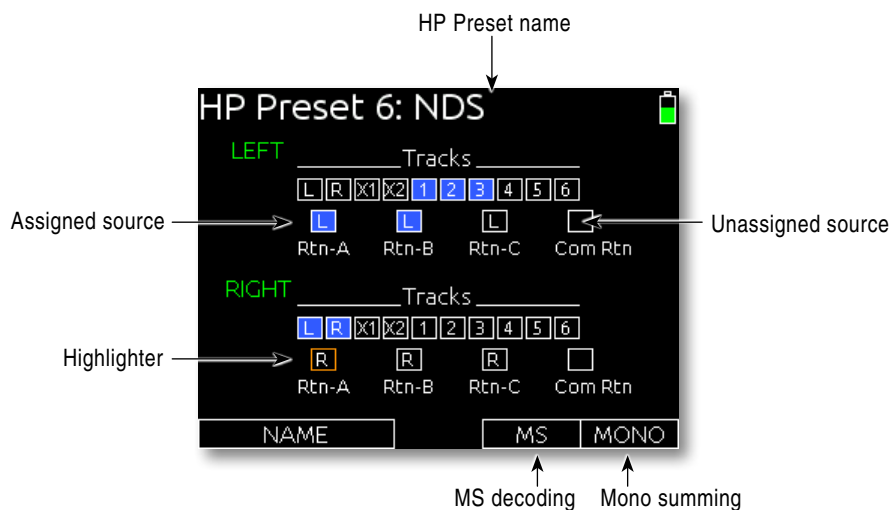 HP Preset name
HP Preset 6: NDS
LEFT
Tracks
L R X1 X2 1 2 3 4 5 6
Assigned source
L L L
Unassigned source
Rtn-A Rtn-B Rtn-C Com Rtn
RIGHT
Tracks
L R X1 X2 1 2 3 4 5 6
Highlighter
R R R
Rtn-A Rtn-B Rtn-C Com Rtn
NAME MS MONO
MS decoding Mono summing